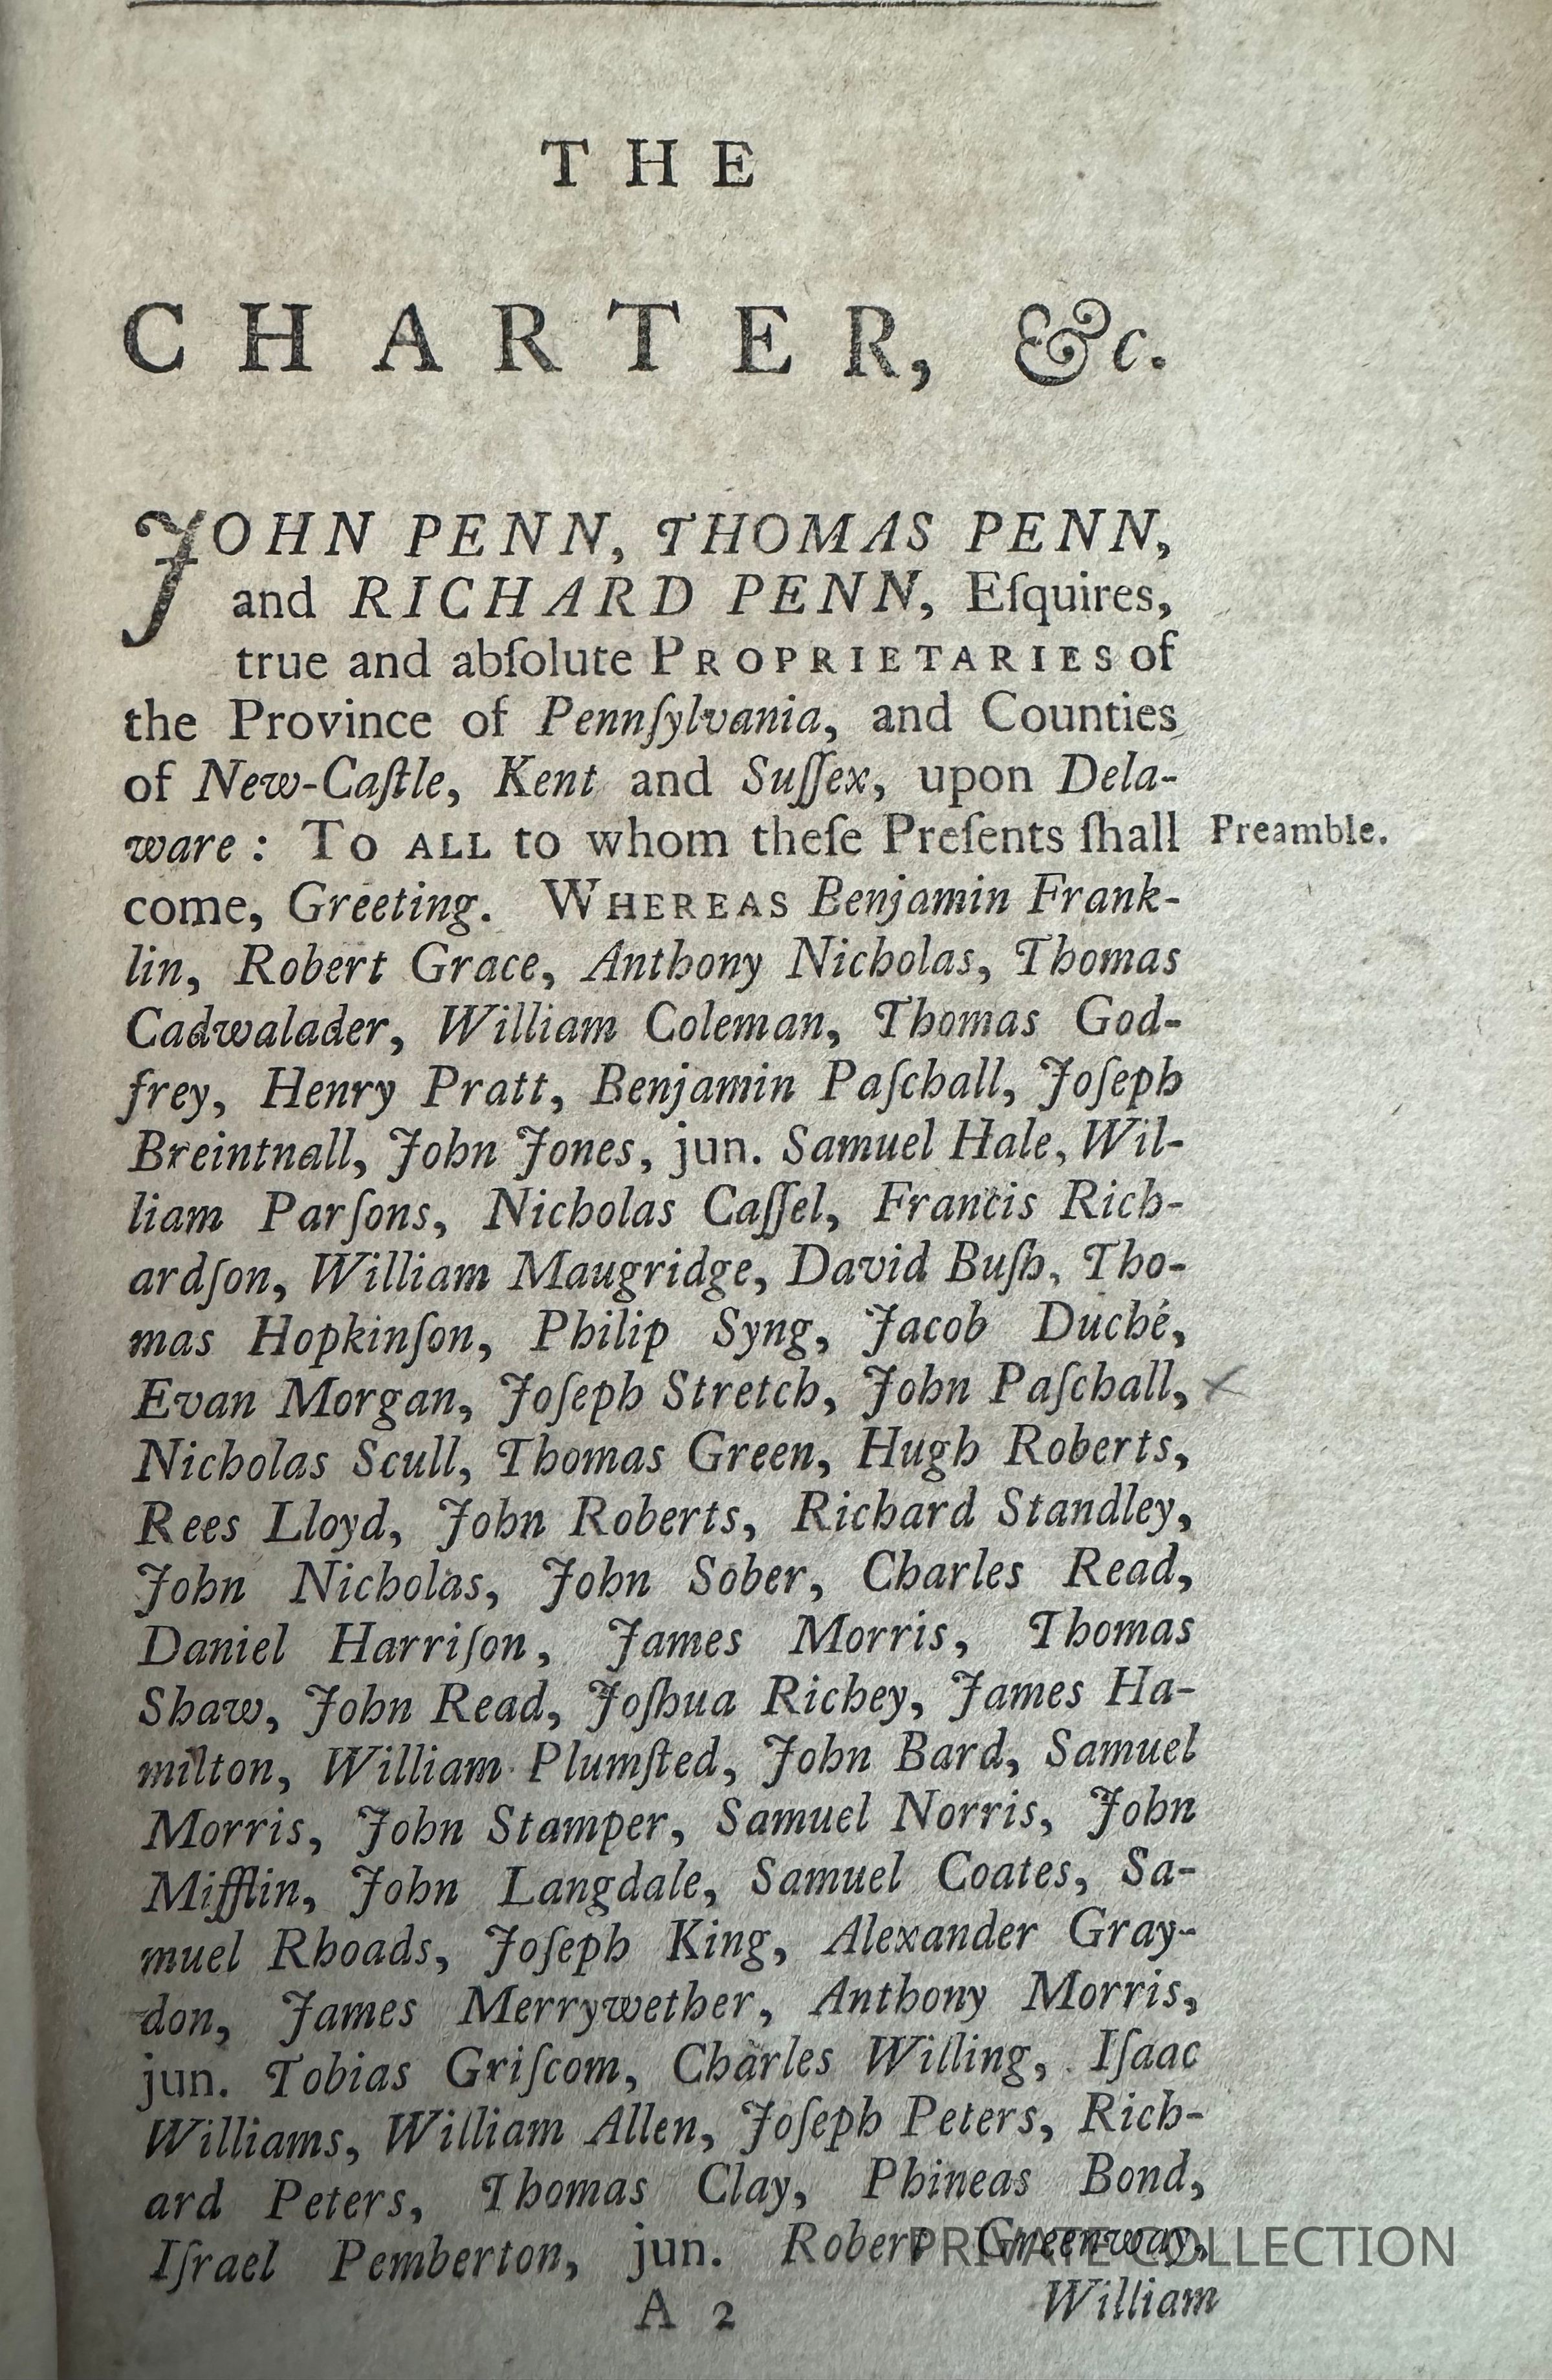 THE
CHARTER, &c.
JOHN PENN, THOMAS PENN,
and RICHARD PENN, Eſquires,
true and abſolute PROPRIETARIES of
the Province of Pennſylvania, and Counties
of New-Caſtle, Kent and Suſſex, upon Dela-
ware: To ALL to whom theſe Preſents ſhall
Preamble.
come, Greeting. WHEREAS Benjamin Frank-
lin, Robert Grace, Anthony Nicholas, Thomas
Cadwalader, William Coleman, Thomas God-
frey, Henry Pratt, Benjamin Paſchall, Joſeph
Breintnall, John Jones, jun. Samuel Hale, Wil-
liam Parſons, Nicholas Caſſel, Francis Rich-
ardſon, William Maugridge, David Buſh, Tho-
mas Hopkinſon, Philip Syng, Jacob Duché,
Evan Morgan, Joſeph Stretch, John Paſchall,
Nicholas Scull, Thomas Green, Hugh Roberts,
Rees Lloyd, John Roberts, Richard Standley,
John Nicholas, John Sober, Charles Read,
Daniel Harriſon, James Morris, Thomas
Shaw, John Read, Joſhua Richey, James Ha-
milton, William Plumſted, John Bard, Samuel
Morris, John Stamper, Samuel Norris, John
Mifflin, John Langdale, Samuel Coates, Sa-
muel Rhoads, Joſeph King, Alexander Gray-
don, James Merrywether, Anthony Morris,
jun. Tobias Griſcom, Charles Willing, Iſaac
Williams, William Allen, Joſeph Peters, Rich-
ard Peters, Thomas Clay, Phineas Bond,
Iſrael Pemberton, jun. Robert Greenway,
PRIVATE COLLECTION
A 2
William